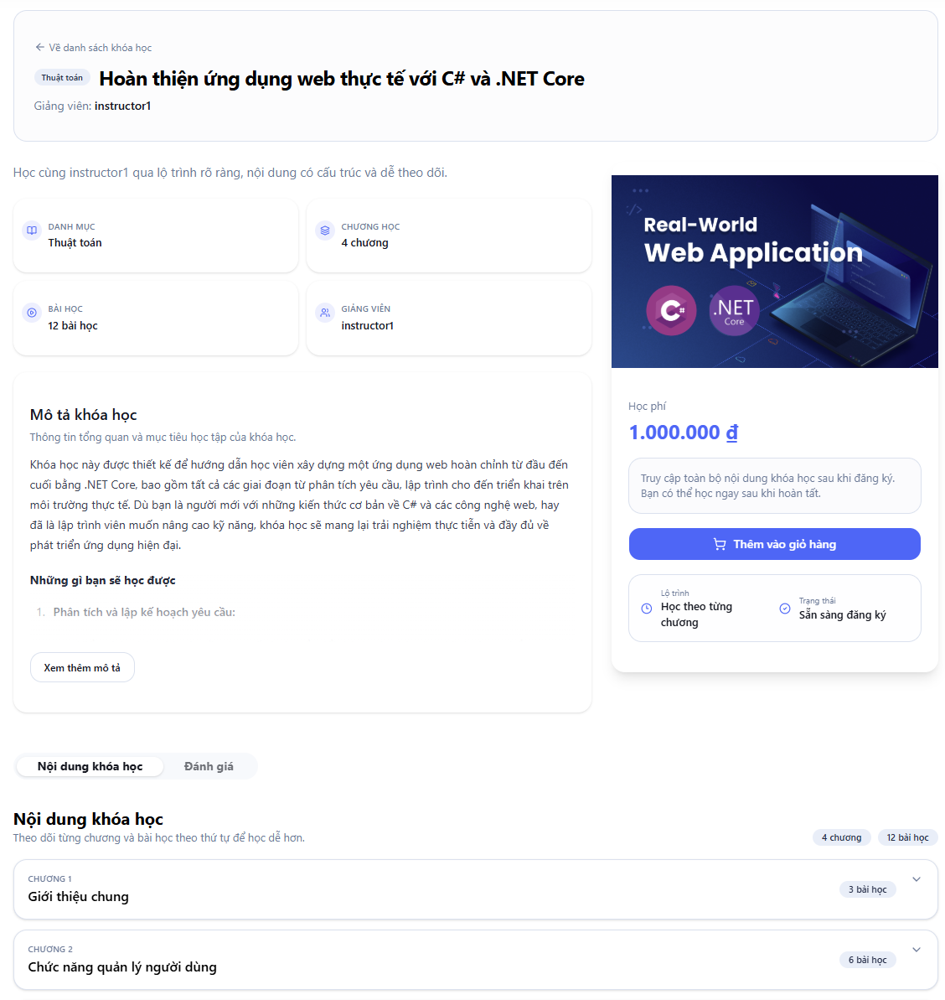 Về danh sách khóa học
Thuật toán
Hoàn thiện ứng dụng web thực tế với C# và .NET Core
Giảng viên: instructor1
Học cùng instructor1 qua lộ trình rõ ràng, nội dung có cấu trúc và dễ theo dõi.
DANH MỤC
Thuật toán
CHƯƠNG HỌC
4 chương
BÀI HỌC
12 bài học
GIẢNG VIÊN
instructor1
Mô tả khóa học
Thông tin tổng quan và mục tiêu học tập của khóa học.
Khóa học này được thiết kế để hướng dẫn học viên xây dựng một ứng dụng web hoàn chỉnh từ đầu đến
cuối bằng .NET Core, bao gồm tất cả các giai đoạn từ phân tích yêu cầu, lập trình cho đến triển khai trên
môi trường thực tế. Dù bạn là người mới với những kiến thức cơ bản về C# và các công nghệ web, hay
đã là lập trình viên muốn nâng cao kỹ năng, khóa học sẽ mang lại trải nghiệm thực tiễn và đầy đủ về
phát triển ứng dụng hiện đại.
Những gì bạn sẽ học được
1. Phân tích và lập kế hoạch yêu cầu:
Xem thêm mô tả
Real-World
Web Application
C#
.NET
Core
Học phí
1.000.000 ₫
Truy cập toàn bộ nội dung khóa học sau khi đăng ký.
Bạn có thể học ngay sau khi hoàn tất.
Thêm vào giỏ hàng
Lộ trình
Học theo từng
chương
Trạng thái
Sẵn sàng đăng ký
Nội dung khóa học
Đánh giá
Nội dung khóa học
Theo dõi từng chương và bài học theo thứ tự để học dễ hơn.
4 chương
12 bài học
CHƯƠNG 1
Giới thiệu chung
3 bài học
CHƯƠNG 2
Chức năng quản lý người dùng
6 bài học